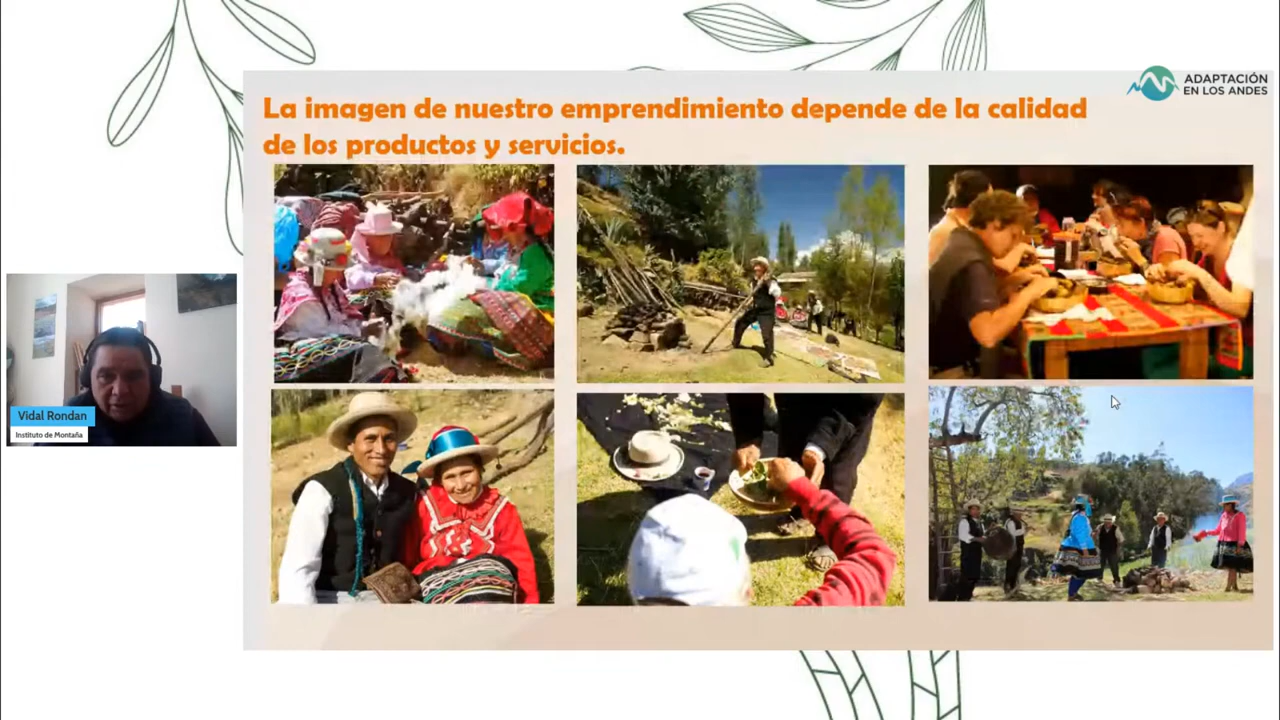 ADAPTACIÓN
EN LOS ANDES
La imagen de nuestro emprendimiento depende de la calidad
de los productos y servicios.
Vidal Rondan
Instituto de Montaña